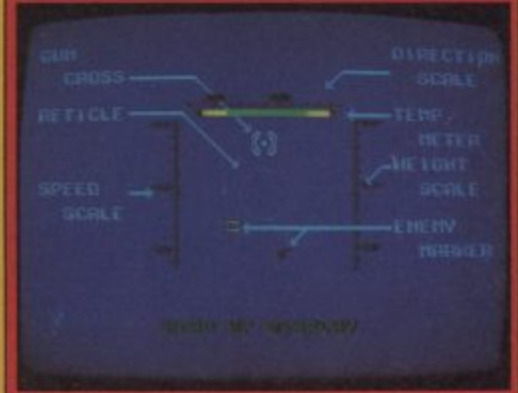 GUN
CROSS
RETICLE
SPEED
SCALE
DIRECTION
SCALE
TEMP.
METER
HEIGHT
SCALE
ENEMY
MARKER